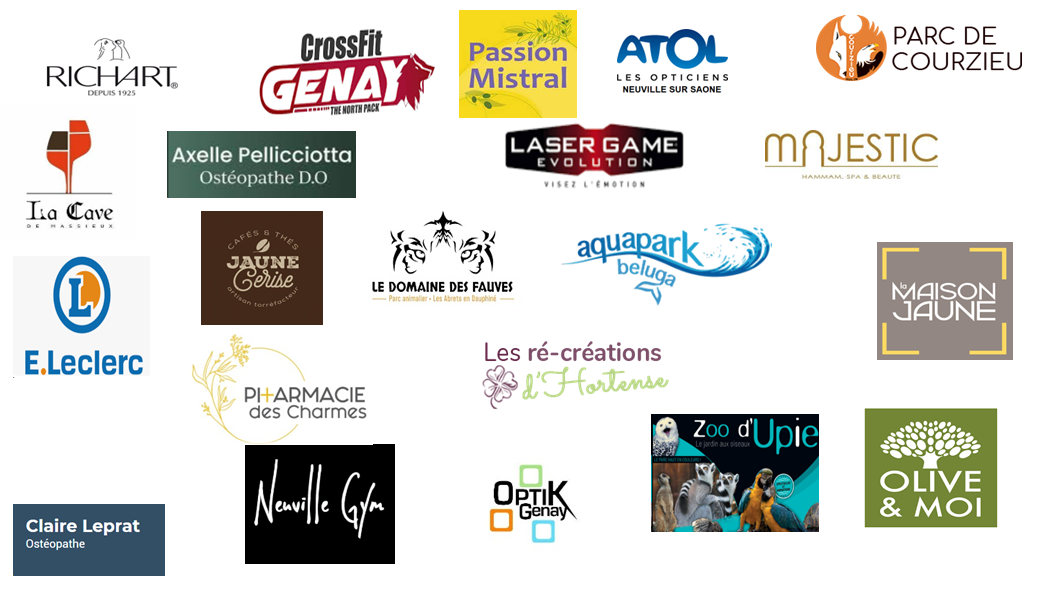 RICHART®
DEPUIS 1925
CrossFit
GENAY
THE NORTH PACK
Passion
Mistral
ATOL
LES OPTICIENS
NEUVILLE SUR SAONE
COURZIEU
PARC DE
COURZIEU
La Cave
DE MASSIEUX
Axelle Pellicciotta
Ostéopathe D.O
LASER GAME
EVOLUTION
VISEZ L'ÉMOTION
MAJESTIC
HAMMAM, SPA & BEAUTE
CAFÉS & THÉS
JAUNE
Cerise
artisan torréfacteur
LE DOMAINE DES FAUVES
Parc animalier • Les Abrets en Dauphiné
aquapark
beluga
la
MAISON
JAUNE
E.Leclerc
PHARMACIE
des Charmes
Les ré-créations
d'Hortense
Zoo d'Upie
Le jardin aux oiseaux
OLIVE
& MOI
Neuville Gym
OPTIK
Genay
Claire Leprat
Ostéopathe